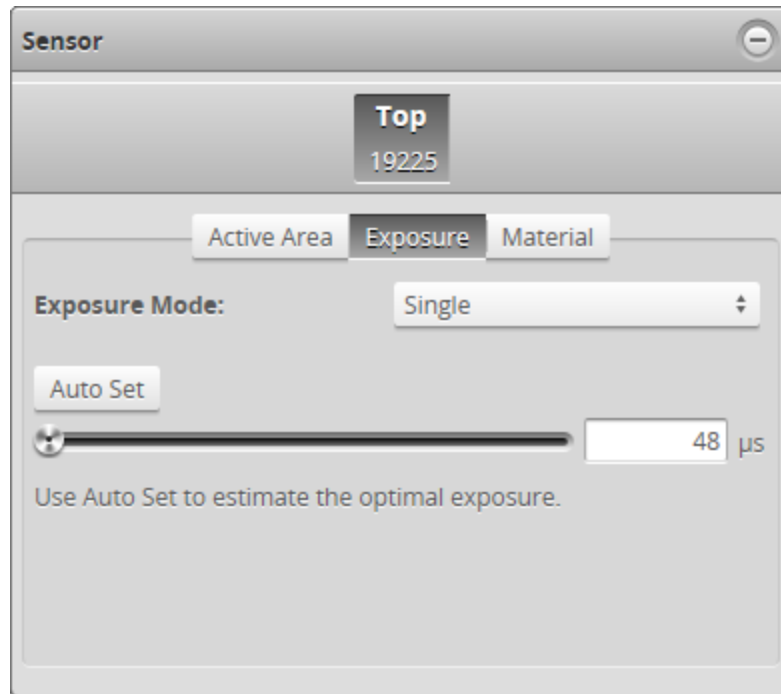 Sensor
Top
19225
Active Area Exposure Material
Exposure Mode: Single
Auto Set
48 µs
Use Auto Set to estimate the optimal exposure.